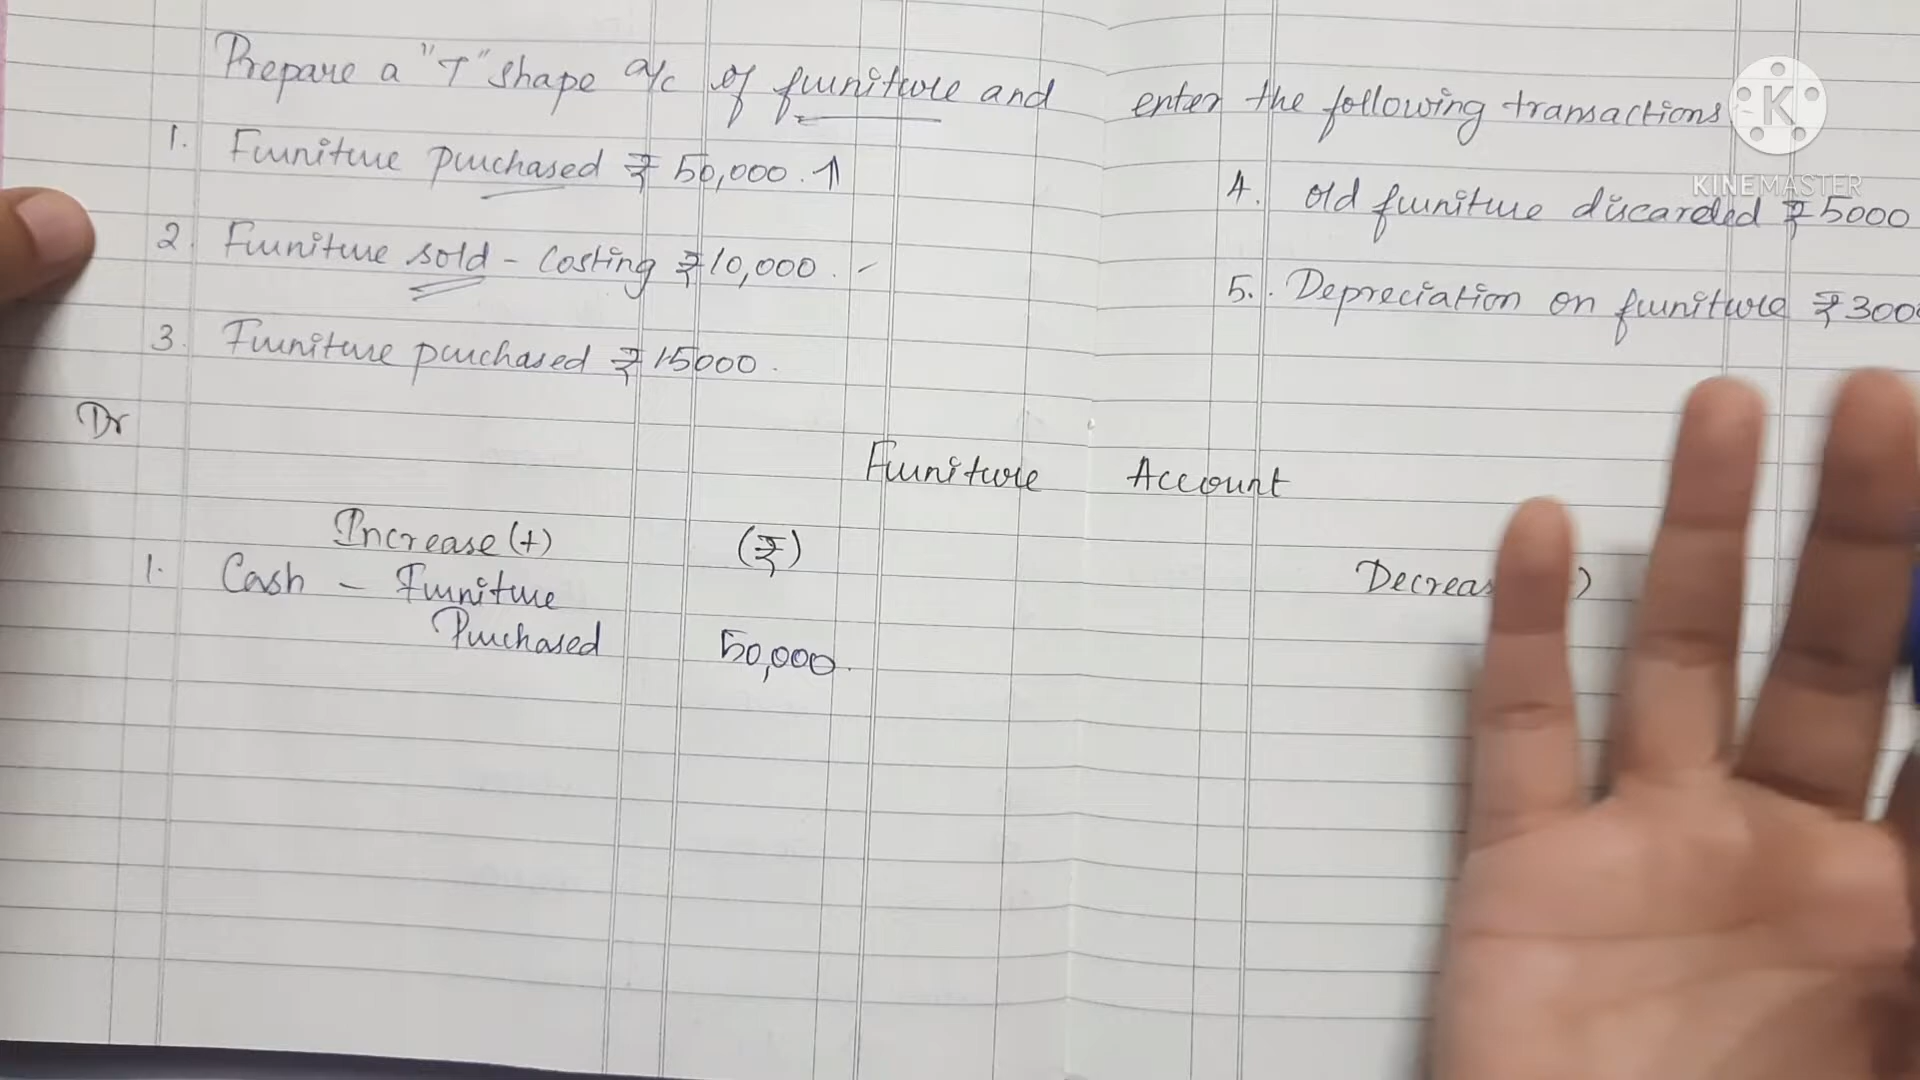 Prepare a "T" shape a/c of furniture and enter the following transactions
1. Furniture purchased ₹ 50,000. ↑
2. Furniture sold - Costing ₹ 10,000.
3. Furniture purchased ₹ 15000.
4. Old furniture discarded ₹ 5000
5. Depreciation on furniture ₹ 300
Dr
Furniture Account
Increase (+) (₹)
1. Cash - Furniture
Purchased 50,000.
K
KINEMASTER